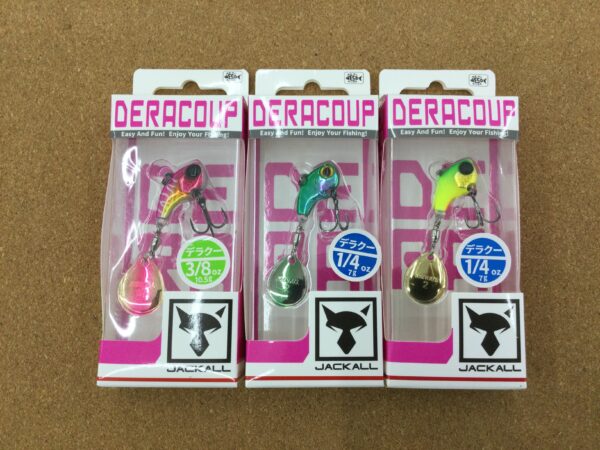 DERACOUP
Easy And Fun! Enjoy Your Fishing!
デラクー
3/8oz
10.5g
JACKALL
DERACOUP
Easy And Fun! Enjoy Your Fishing!
デラクー
1/4oz
7g
JACKALL
DERACOUP
Easy And Fun! Enjoy Your Fishing!
デラクー
1/4oz
7g
2
JACKALL